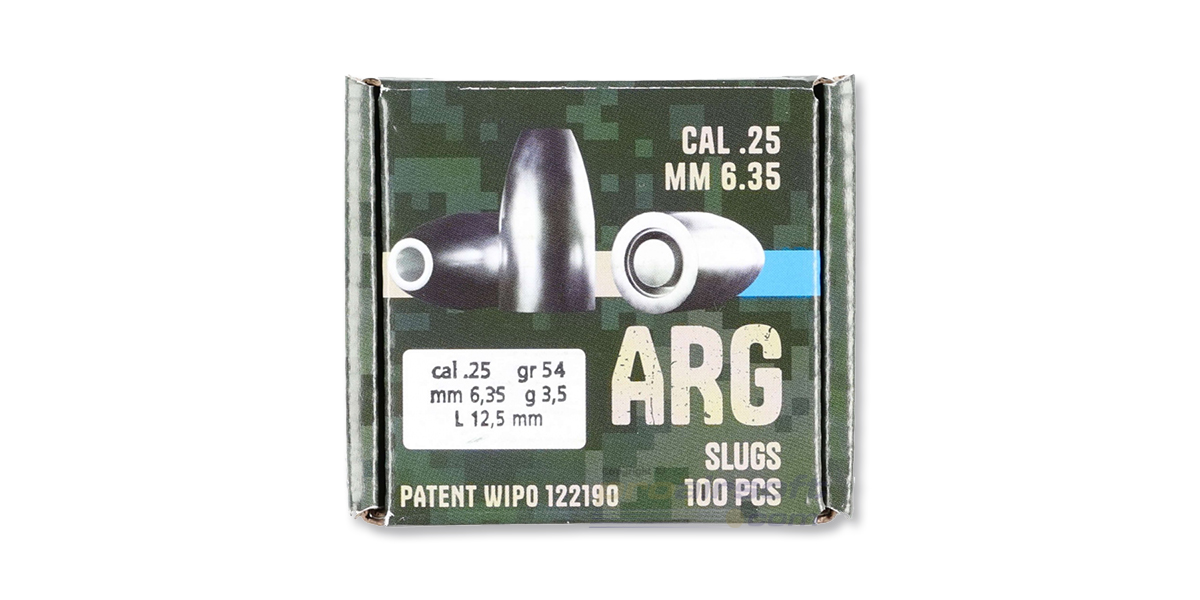 CAL .25
MM 6.35
cal .25 gr 54
mm 6,35 g 3,5
L 12,5 mm
ARG
SLUGS
100 PCS
PATENT WIPO 122190